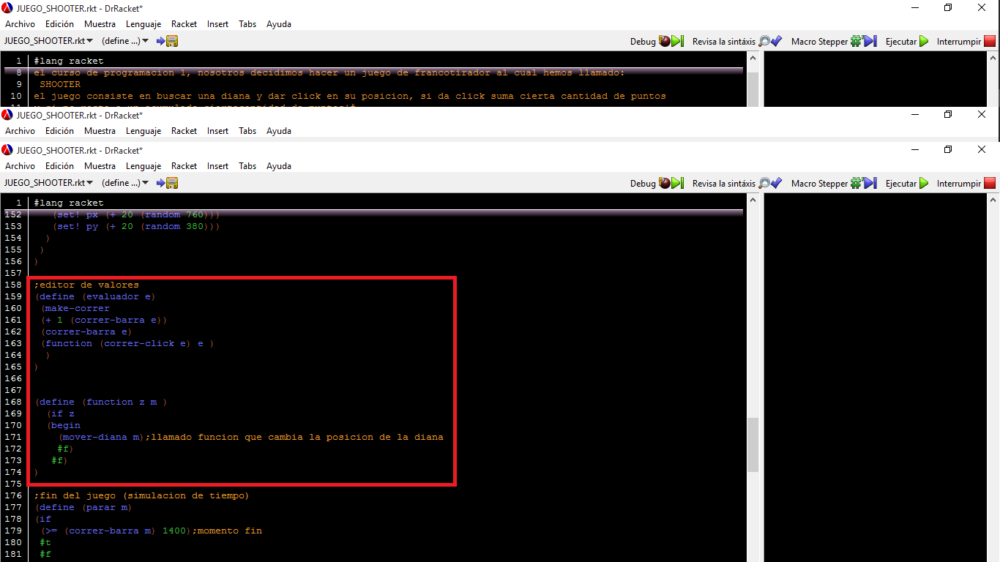 JUEGO_SHOOTER.rkt - DrRacket*
Archivo Edición Muestra Lenguaje Racket Insert Tabs Ayuda
JUEGO_SHOOTER.rkt (define ...) Debug Revisa la sintáxis Macro Stepper Ejecutar Interrumpir
1 #lang racket
8 el curso de programacion 1, nosotros decidimos hacer un juego de francotirador al cual hemos llamado:
9 SHOOTER
10 el juego consiste en buscar una diana y dar click en su posicion, si da click suma cierta cantidad de puntos
JUEGO_SHOOTER.rkt - DrRacket*
Archivo Edición Muestra Lenguaje Racket Insert Tabs Ayuda
JUEGO_SHOOTER.rkt - DrRacket*
Archivo Edición Muestra Lenguaje Racket Insert Tabs Ayuda
JUEGO_SHOOTER.rkt (define ...) Debug Revisa la sintáxis Macro Stepper Ejecutar Interrumpir
1 #lang racket
152 (set! px (+ 20 (random 760)))
153 (set! py (+ 20 (random 380)))
154 )
155 )
156 )
157
158 ;editor de valores
159 (define (evaluador e)
160 (make-correr
161 (+ 1 (correr-barra e))
162 (correr-barra e)
163 (function (correr-click e) e )
164 )
165 )
166
167
168 (define (function z m )
169 (if z
170 (begin
171 (mover-diana m);llamado funcion que cambia la posicion de la diana
172 #f)
173 #f)
174 )
175
176 ;fin del juego (simulacion de tiempo)
177 (define (parar m)
178 (if
179 (>= (correr-barra m) 1400);momento fin
180 #t
181 #f